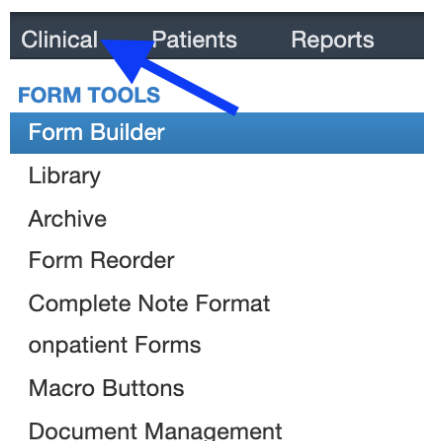 Clinical Patients Reports
FORM TOOLS
Form Builder
Library
Archive
Form Reorder
Complete Note Format
onpatient Forms
Macro Buttons
Document Management